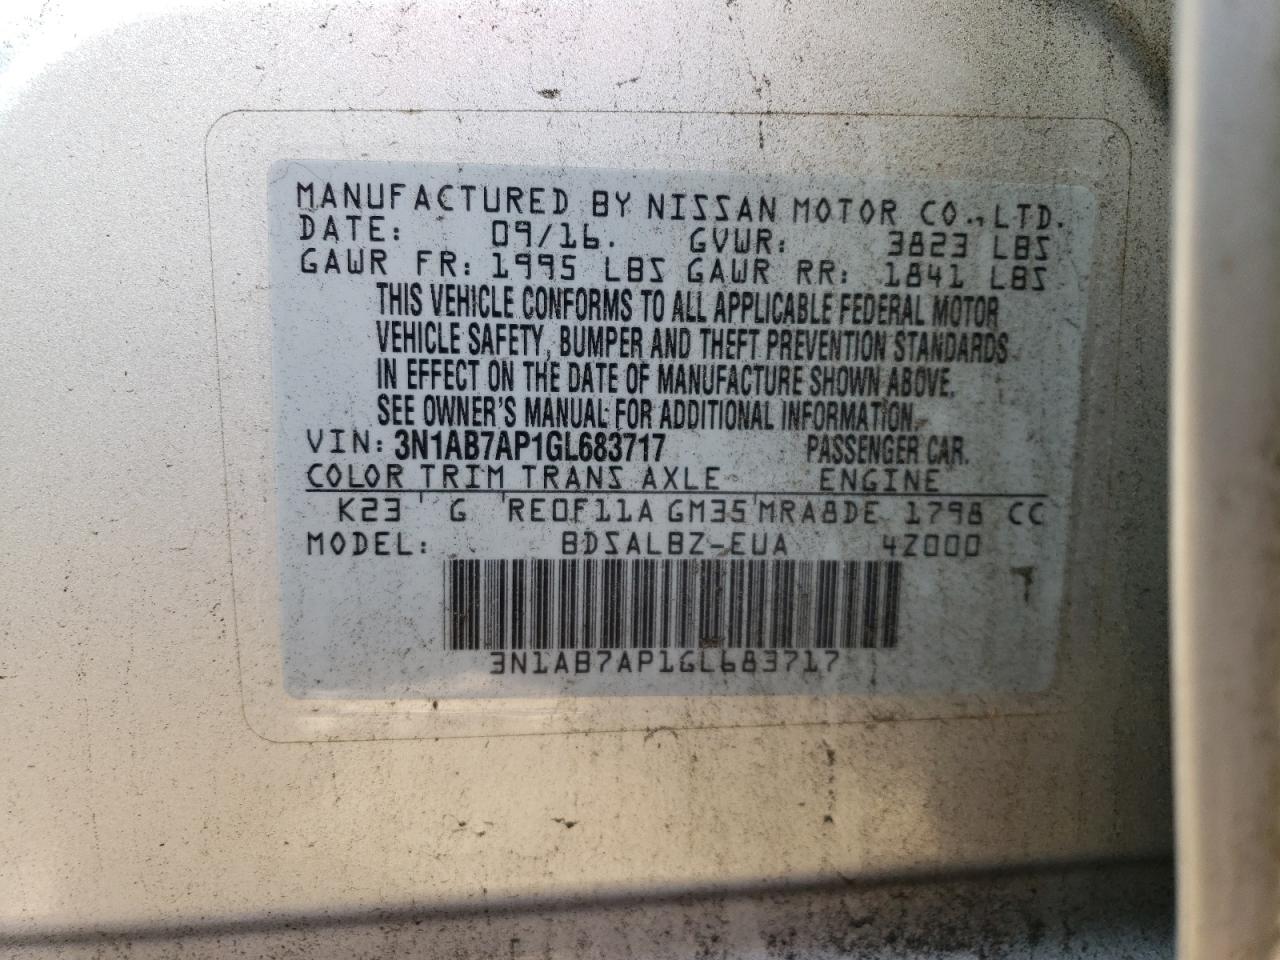 MANUFACTURED BY NISSAN MOTOR CO.,LTD.
DATE: 09/16. GVWR: 3823 LBS
GAWR FR: 1995 LBS GAWR RR: 1841 LBS
THIS VEHICLE CONFORMS TO ALL APPLICABLE FEDERAL MOTOR
VEHICLE SAFETY, BUMPER AND THEFT PREVENTION STANDARDS
IN EFFECT ON THE DATE OF MANUFACTURE SHOWN ABOVE.
SEE OWNER'S MANUAL FOR ADDITIONAL INFORMATION.
VIN: 3N1AB7AP1GL683717 PASSENGER CAR.
COLOR TRIM TRANS AXLE ENGINE
K23 G RE0F11A GM35 MRA8DE 1798 CC
MODEL: BDSALBZ-EUA 4Z000
3N1AB7AP1GL683717